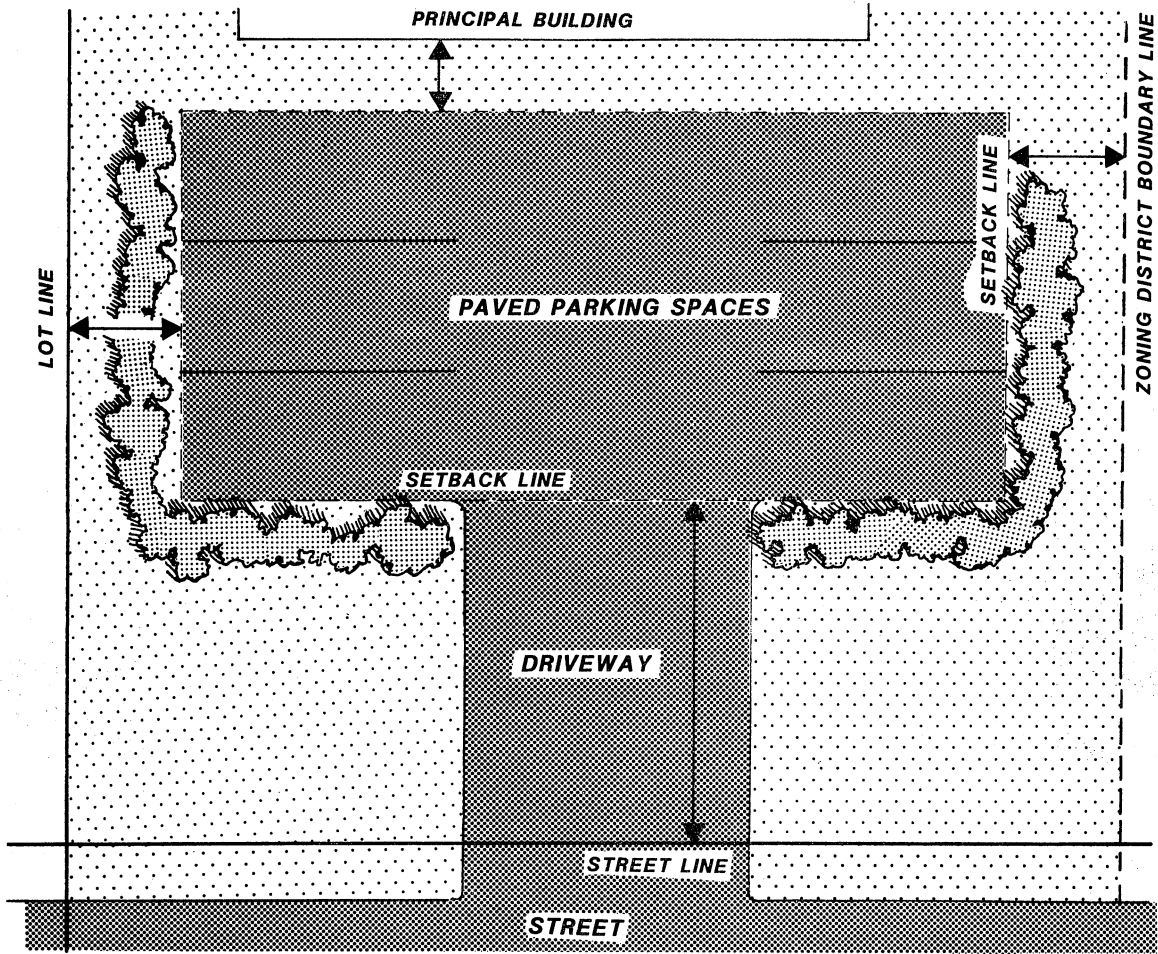 PRINCIPAL BUILDING
ZONING DISTRICT BOUNDARY LINE
SETBACK LINE
LOT LINE
PAVED PARKING SPACES
SETBACK LINE
DRIVEWAY
STREET LINE
STREET